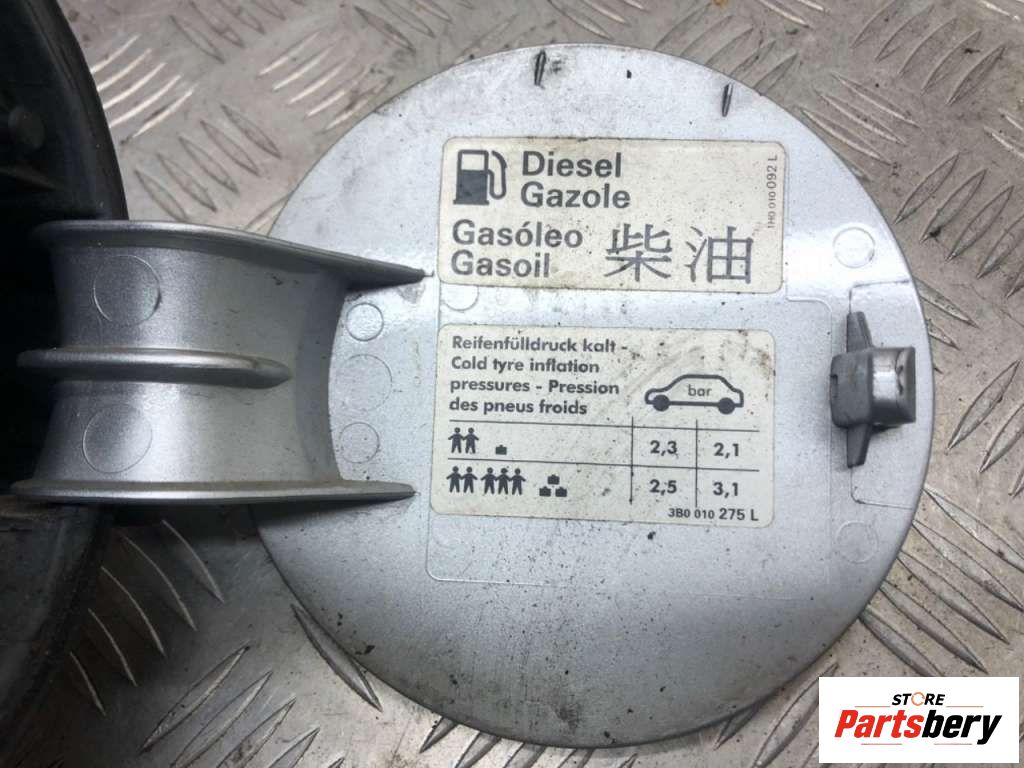 Diesel
Gazole
Gasóleo
Gasoil
柴油
1H0 010 092 L
Reifenfülldruck kalt -
Cold tyre inflation
pressures - Pression
des pneus froids
bar
2,3 2,1
2,5 3,1
3B0 010 275 L
STORE
Partsbery